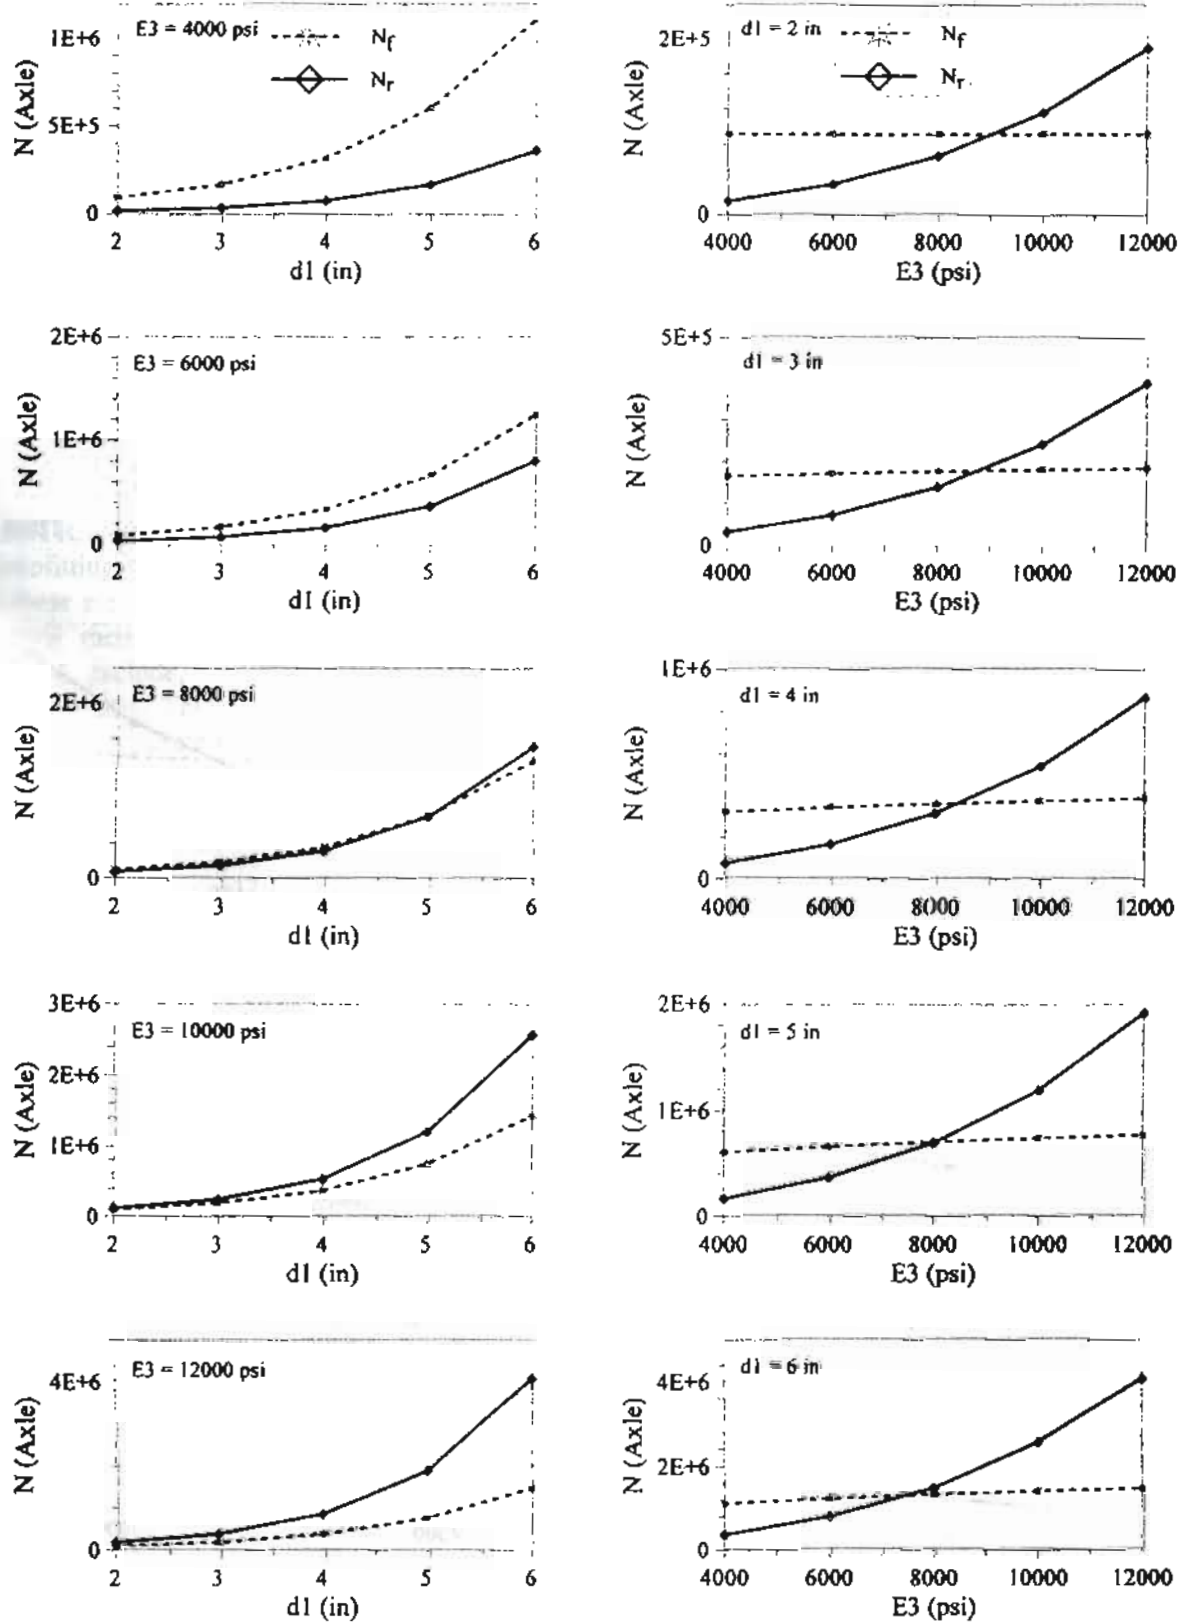 E3 = 4000 psi
N_f
N_r
N (Axle)
1E+6
5E+5
0
2 3 4 5 6
d1 (in)
d1 = 2 in
N_f
N_r
N (Axle)
2E+5
0
4000 6000 8000 10000 12000
E3 (psi)
E3 = 6000 psi
N (Axle)
2E+6
1E+6
0
2 3 4 5 6
d1 (in)
d1 = 3 in
N (Axle)
5E+5
0
4000 6000 8000 10000 12000
E3 (psi)
E3 = 8000 psi
N (Axle)
2E+6
0
2 3 4 5 6
d1 (in)
d1 = 4 in
N (Axle)
1E+6
0
4000 6000 8000 10000 12000
E3 (psi)
E3 = 10000 psi
N (Axle)
3E+6
2E+6
1E+6
0
2 3 4 5 6
d1 (in)
d1 = 5 in
N (Axle)
2E+6
1E+6
0
4000 6000 8000 10000 12000
E3 (psi)
E3 = 12000 psi
N (Axle)
4E+6
2E+6
0
2 3 4 5 6
d1 (in)
d1 = 6 in
N (Axle)
4E+6
2E+6
0
4000 6000 8000 10000 12000
E3 (psi)